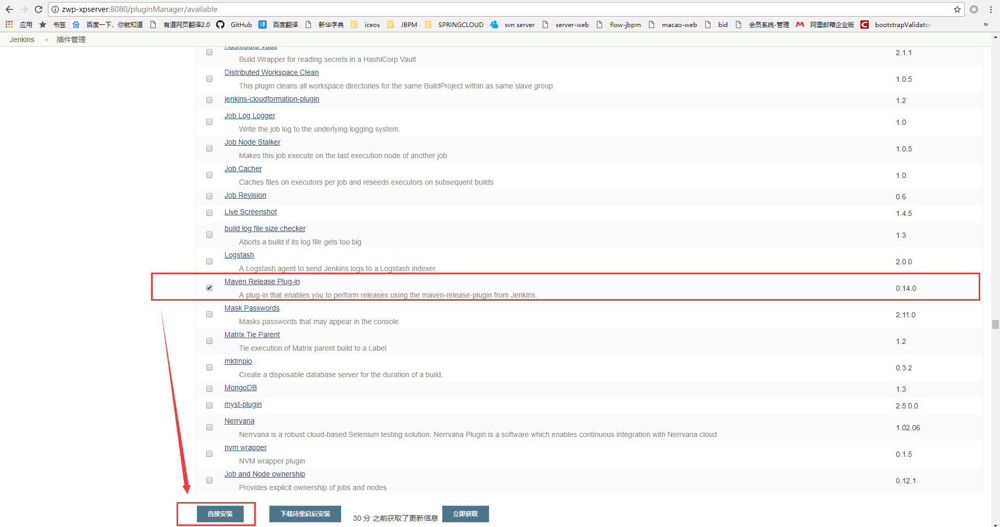 zwp-xpserver:8080/pluginManager/available
应用 书签 百度一下，你就知道 有道网页翻译2.0 GitHub 百度翻译 新华字典 iceos JBPM SPRINGCLOUD svn server server-web flow-jbpm macao-web bid 会员系统-管理 阿里邮箱企业版 bootstrapValidator »
Jenkins 插件管理
HashiCorp Vault
2.1.1
Build Wrapper for reading secrets in a HashiCorp Vault
Distributed Workspace Clean
1.0.5
This plugin cleans all workspace directories for the same BuildProject within as same slave group
jenkins-cloudformation-plugin
1.2
Job Log Logger
1.0
Write the job log to the underlying logging system.
Job Node Stalker
1.0.5
Makes this job execute on the last execution node of another job
Job Cacher
1.0
Caches files on executors per job and reseeds executors on subsequent builds
Job Revision
0.6
Live Screenshot
1.4.5
build log file size checker
1.3
Aborts a build if its log file gets too big
Logstash
2.0.0
A Logstash agent to send Jenkins logs to a Logstash indexer.
Maven Release Plug-in
0.14.0
A plug-in that enables you to perform releases using the maven-release-plugin from Jenkins.
Mask Passwords
2.11.0
Masks passwords that may appear in the console
Matrix Tie Parent
1.2
Tie execution of Matrix parent build to a Label
mktmpio
0.3.2
Create a disposable database server for the duration of a build.
MongoDB
1.3
myst-plugin
2.5.0.0
Nerrvana
1.02.06
Nerrvana is a robust cloud-based Selenium testing solution. Nerrvana Plugin is a software which enables continuous integration with Nerrvana cloud
nvm wrapper
0.1.5
NVM wrapper plugin
Job and Node ownership
0.12.1
Provides explicit ownership of jobs and nodes
直接安装 下载待重启后安装 30 分 之前获取了更新信息 立即获取